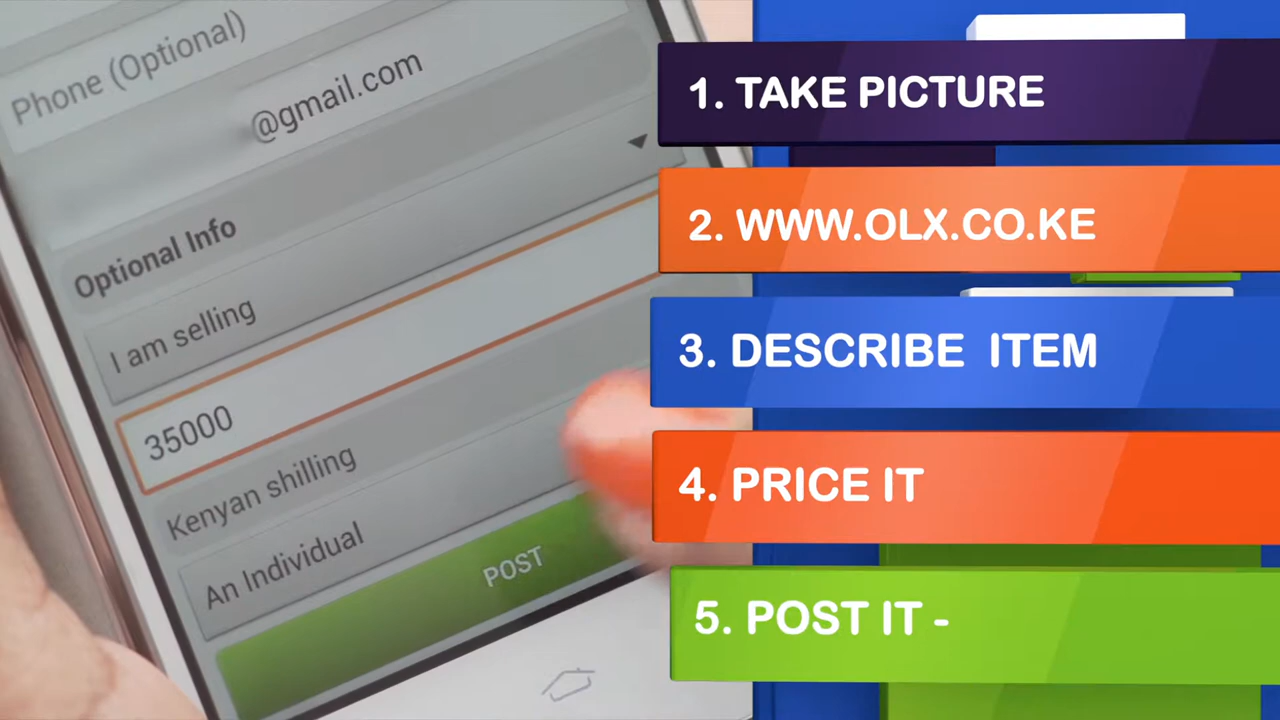 Phone (Optional)
@gmail.com
Optional Info
I am selling
35000
Kenyan shilling
An Individual
POST
1. TAKE PICTURE
2. WWW.OLX.CO.KE
3. DESCRIBE ITEM
4. PRICE IT
5. POST IT -